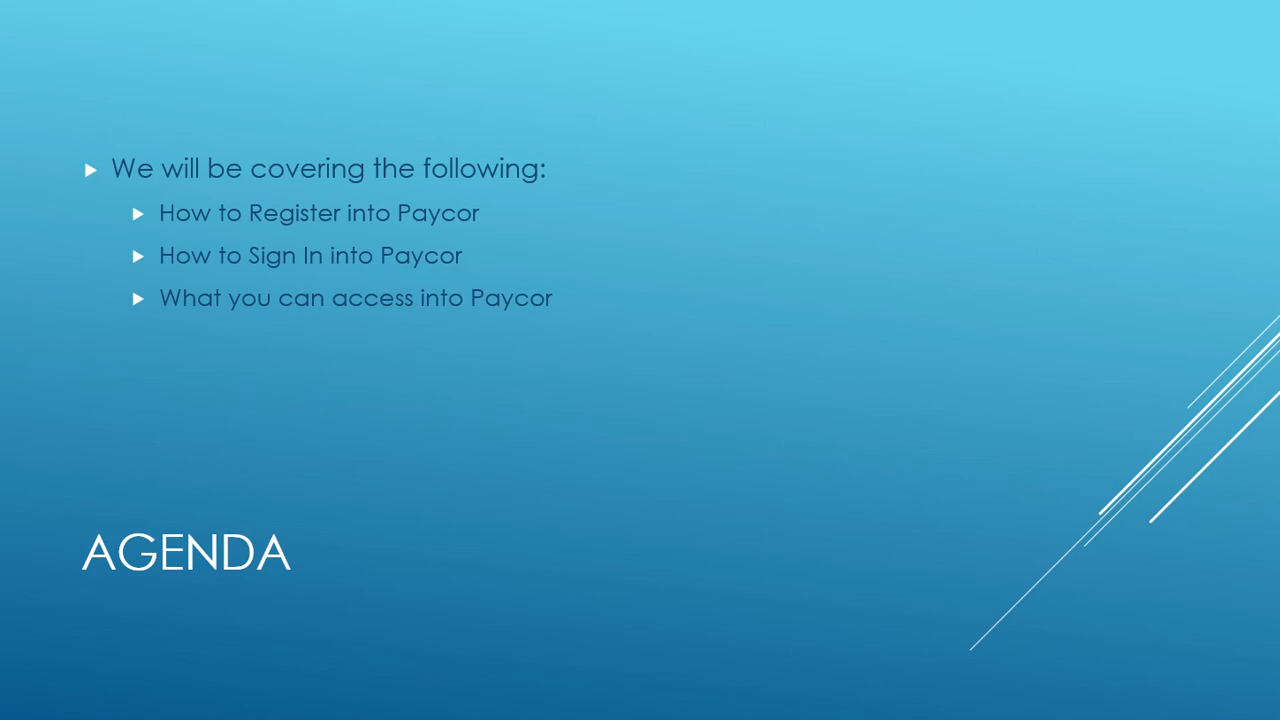 We will be covering the following:
How to Register into Paycor
How to Sign In into Paycor
What you can access into Paycor
AGENDA